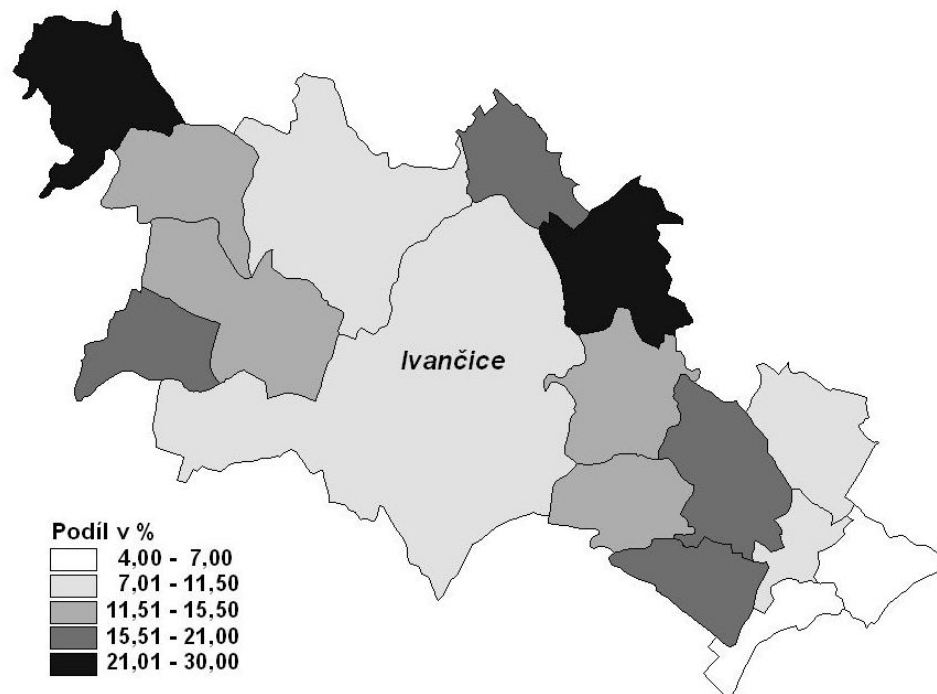 Ivančice
Podíl v %
4,00 - 7,00
7,01 - 11,50
11,51 - 15,50
15,51 - 21,00
21,01 - 30,00